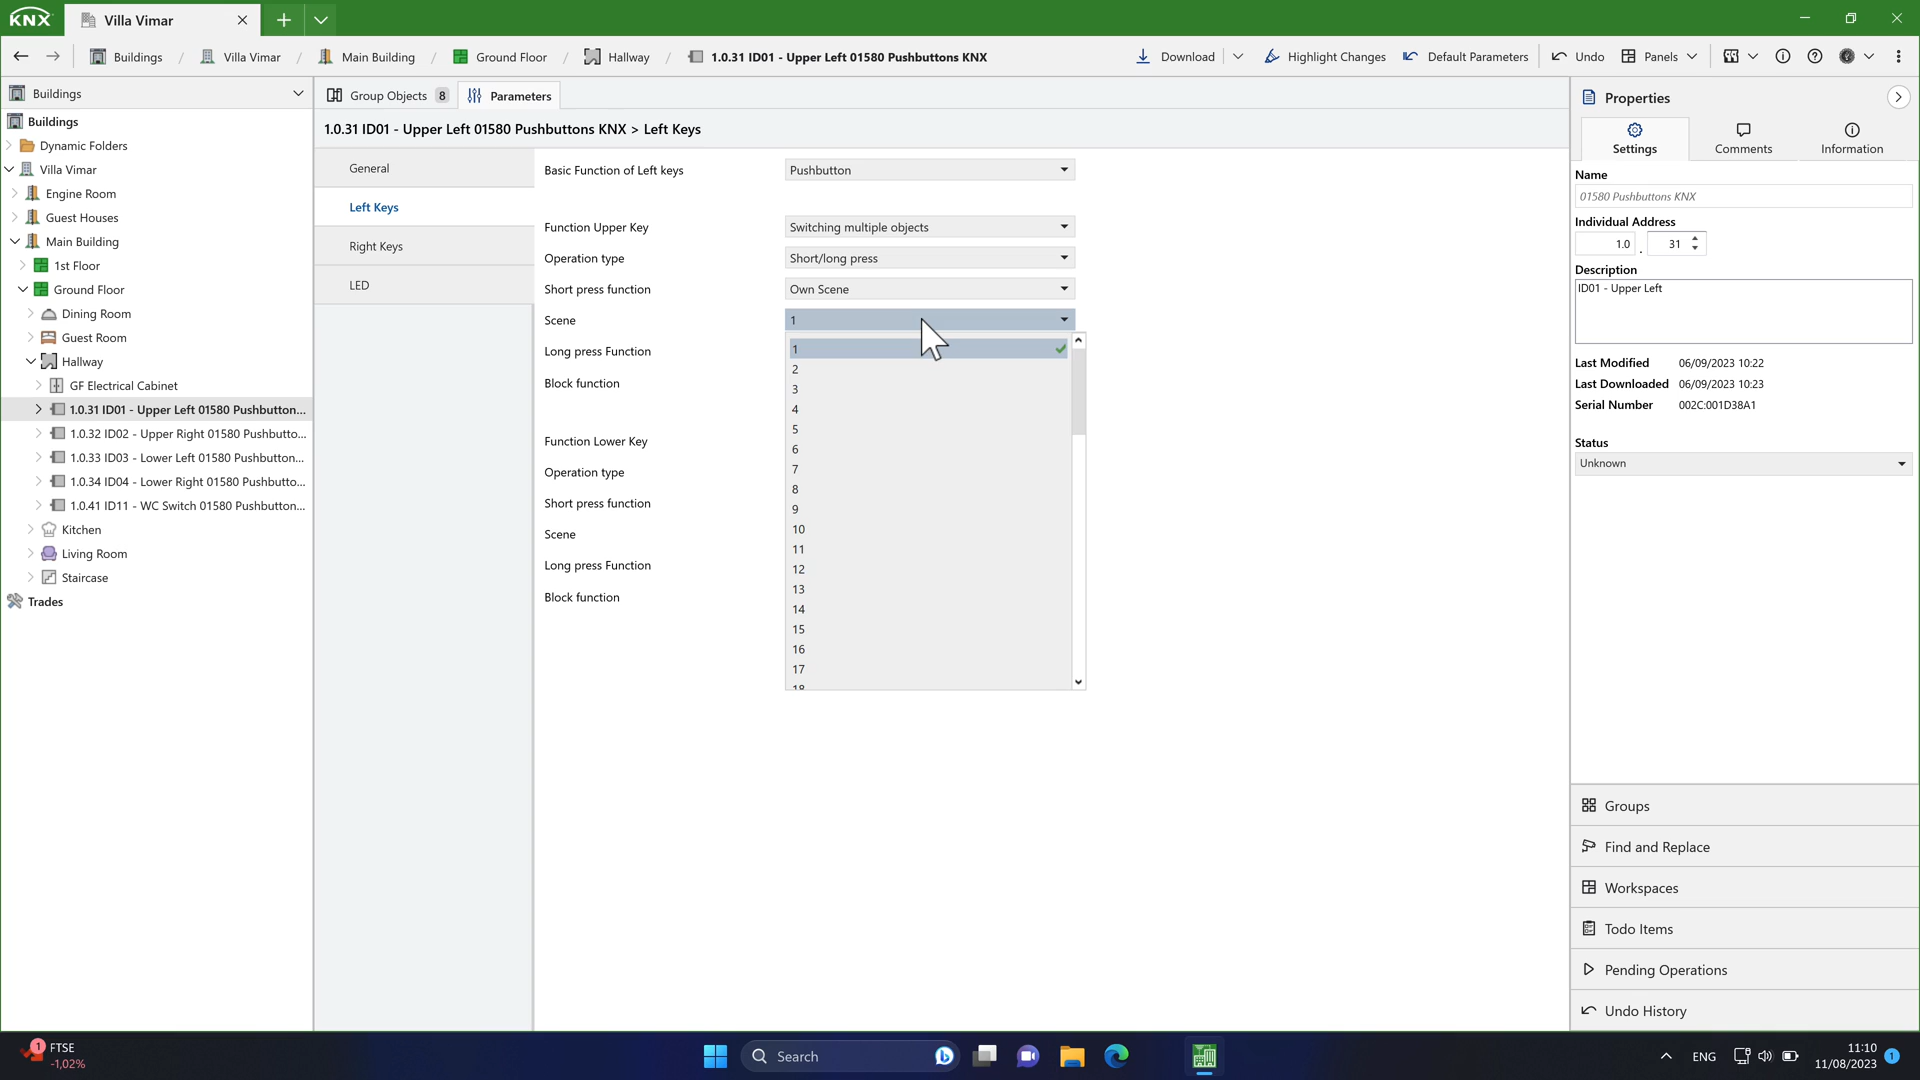 KNX Villa Vimar
Buildings / Villa Vimar / Main Building / Ground Floor / Hallway / 1.0.31 ID01 - Upper Left 01580 Pushbuttons KNX
Download Highlight Changes Default Parameters Undo Panels
Buildings
Buildings
Dynamic Folders
Villa Vimar
Engine Room
Guest Houses
Main Building
1st Floor
Ground Floor
Dining Room
Guest Room
Hallway
GF Electrical Cabinet
1.0.31 ID01 - Upper Left 01580 Pushbutton...
1.0.32 ID02 - Upper Right 01580 Pushbutto...
1.0.33 ID03 - Lower Left 01580 Pushbutton...
1.0.34 ID04 - Lower Right 01580 Pushbutto...
1.0.41 ID11 - WC Switch 01580 Pushbutton...
Kitchen
Living Room
Staircase
Trades
Group Objects 8 Parameters
1.0.31 ID01 - Upper Left 01580 Pushbuttons KNX > Left Keys
General
Left Keys
Right Keys
LED
Basic Function of Left keys Pushbutton
Function Upper Key Switching multiple objects
Operation type Short/long press
Short press function Own Scene
Scene 1
Long press Function
Block function
Function Lower Key
Operation type
Short press function
Scene
Long press Function
Block function
1
2
3
4
5
6
7
8
9
10
11
12
13
14
15
16
17
18
Properties
Settings Comments Information
Name
01580 Pushbuttons KNX
Individual Address
1.0 . 31
Description
ID01 - Upper Left
Last Modified 06/09/2023 10:22
Last Downloaded 06/09/2023 10:23
Serial Number 002C:001D38A1
Status
Unknown
Groups
Find and Replace
Workspaces
Todo Items
Pending Operations
Undo History
1 FTSE
-1,02%
Search
ENG
11:10
11/08/2023 1